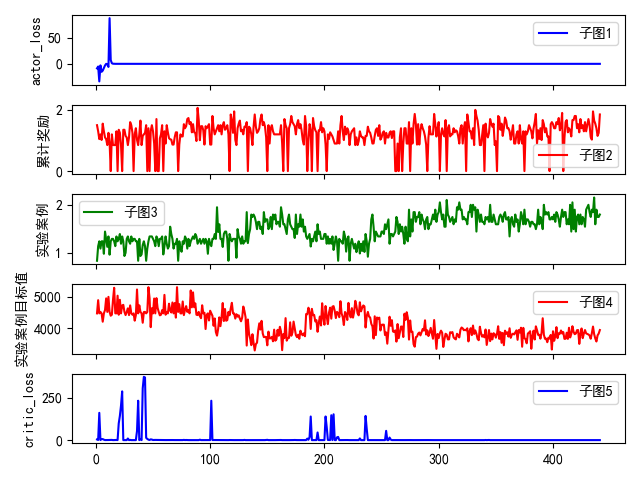 actor_loss
50
0
子图1
累计奖励
2
0
子图2
实验案例
2
1
子图3
实验案例目标值
5000
4000
子图4
critic_loss
250
0
子图5
0 100 200 300 400